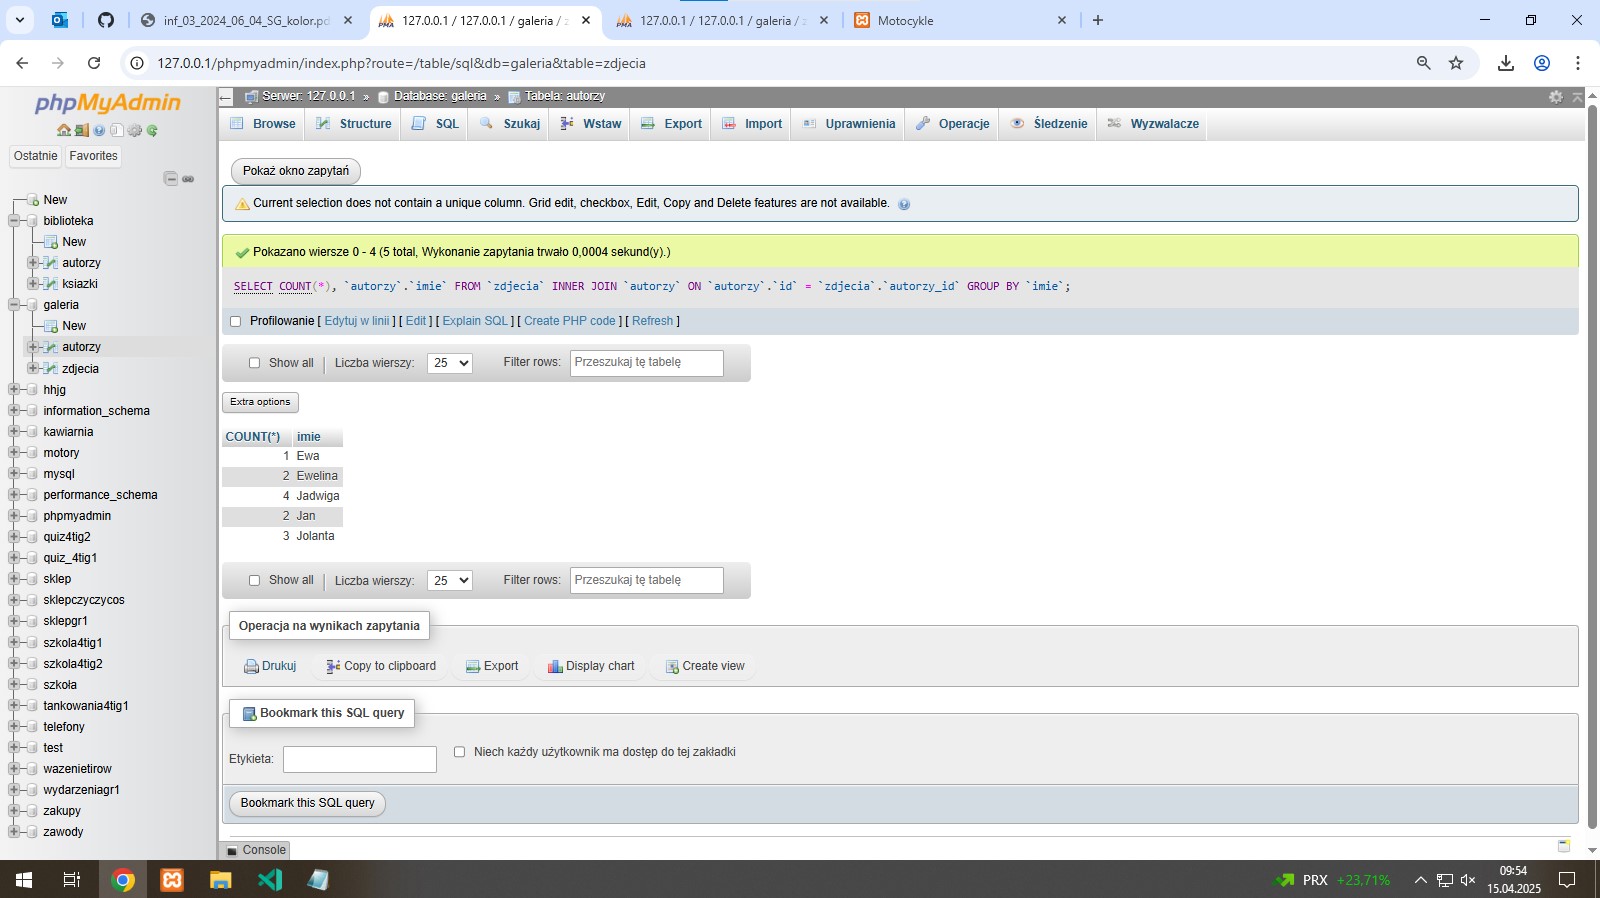 inf_03_2024_06_04_SG_kolor.pd
127.0.0.1 / 127.0.0.1 / galeria / z
127.0.0.1 / 127.0.0.1 / galeria / z
Motocykle
127.0.0.1/phpmyadmin/index.php?route=/table/sql&db=galeria&table=zdjecia
phpMyAdmin
Ostatnie
Favorites
New
biblioteka
New
autorzy
ksiazki
galeria
New
autorzy
zdjecia
hhjg
information_schema
kawiarnia
motory
mysql
performance_schema
phpmyadmin
quiz4tig2
quiz_4tig1
sklep
sklepczyczycos
sklepgr1
szkola4tig1
szkola4tig2
szkoła
tankowania4tig1
telefony
test
wazenietirow
wydarzeniagr1
zakupy
zawody
Serwer: 127.0.0.1 » Database: galeria » Tabela: autorzy
Browse Structure SQL Szukaj Wstaw Export Import Uprawnienia Operacje Śledzenie Wyzwalacze
Pokaż okno zapytań
Current selection does not contain a unique column. Grid edit, checkbox, Edit, Copy and Delete features are not available.
Pokazano wiersze 0 - 4 (5 total, Wykonanie zapytania trwało 0,0004 sekund(y).)
SELECT COUNT(*), `autorzy`.`imie` FROM `zdjecia` INNER JOIN `autorzy` ON `autorzy`.`id` = `zdjecia`.`autorzy_id` GROUP BY `imie`;
Profilowanie [ Edytuj w linii ] [ Edit ] [ Explain SQL ] [ Create PHP code ] [ Refresh ]
Show all | Liczba wierszy: 25 Filter rows: Przeszukaj tę tabelę
Extra options
COUNT(*) imie
1 Ewa
2 Ewelina
4 Jadwiga
2 Jan
3 Jolanta
Show all | Liczba wierszy: 25 Filter rows: Przeszukaj tę tabelę
Operacja na wynikach zapytania
Drukuj Copy to clipboard Export Display chart Create view
Bookmark this SQL query
Etykieta: Niech każdy użytkownik ma dostęp do tej zakładki
Bookmark this SQL query
Console
PRX +23,71%
09:54
15.04.2025